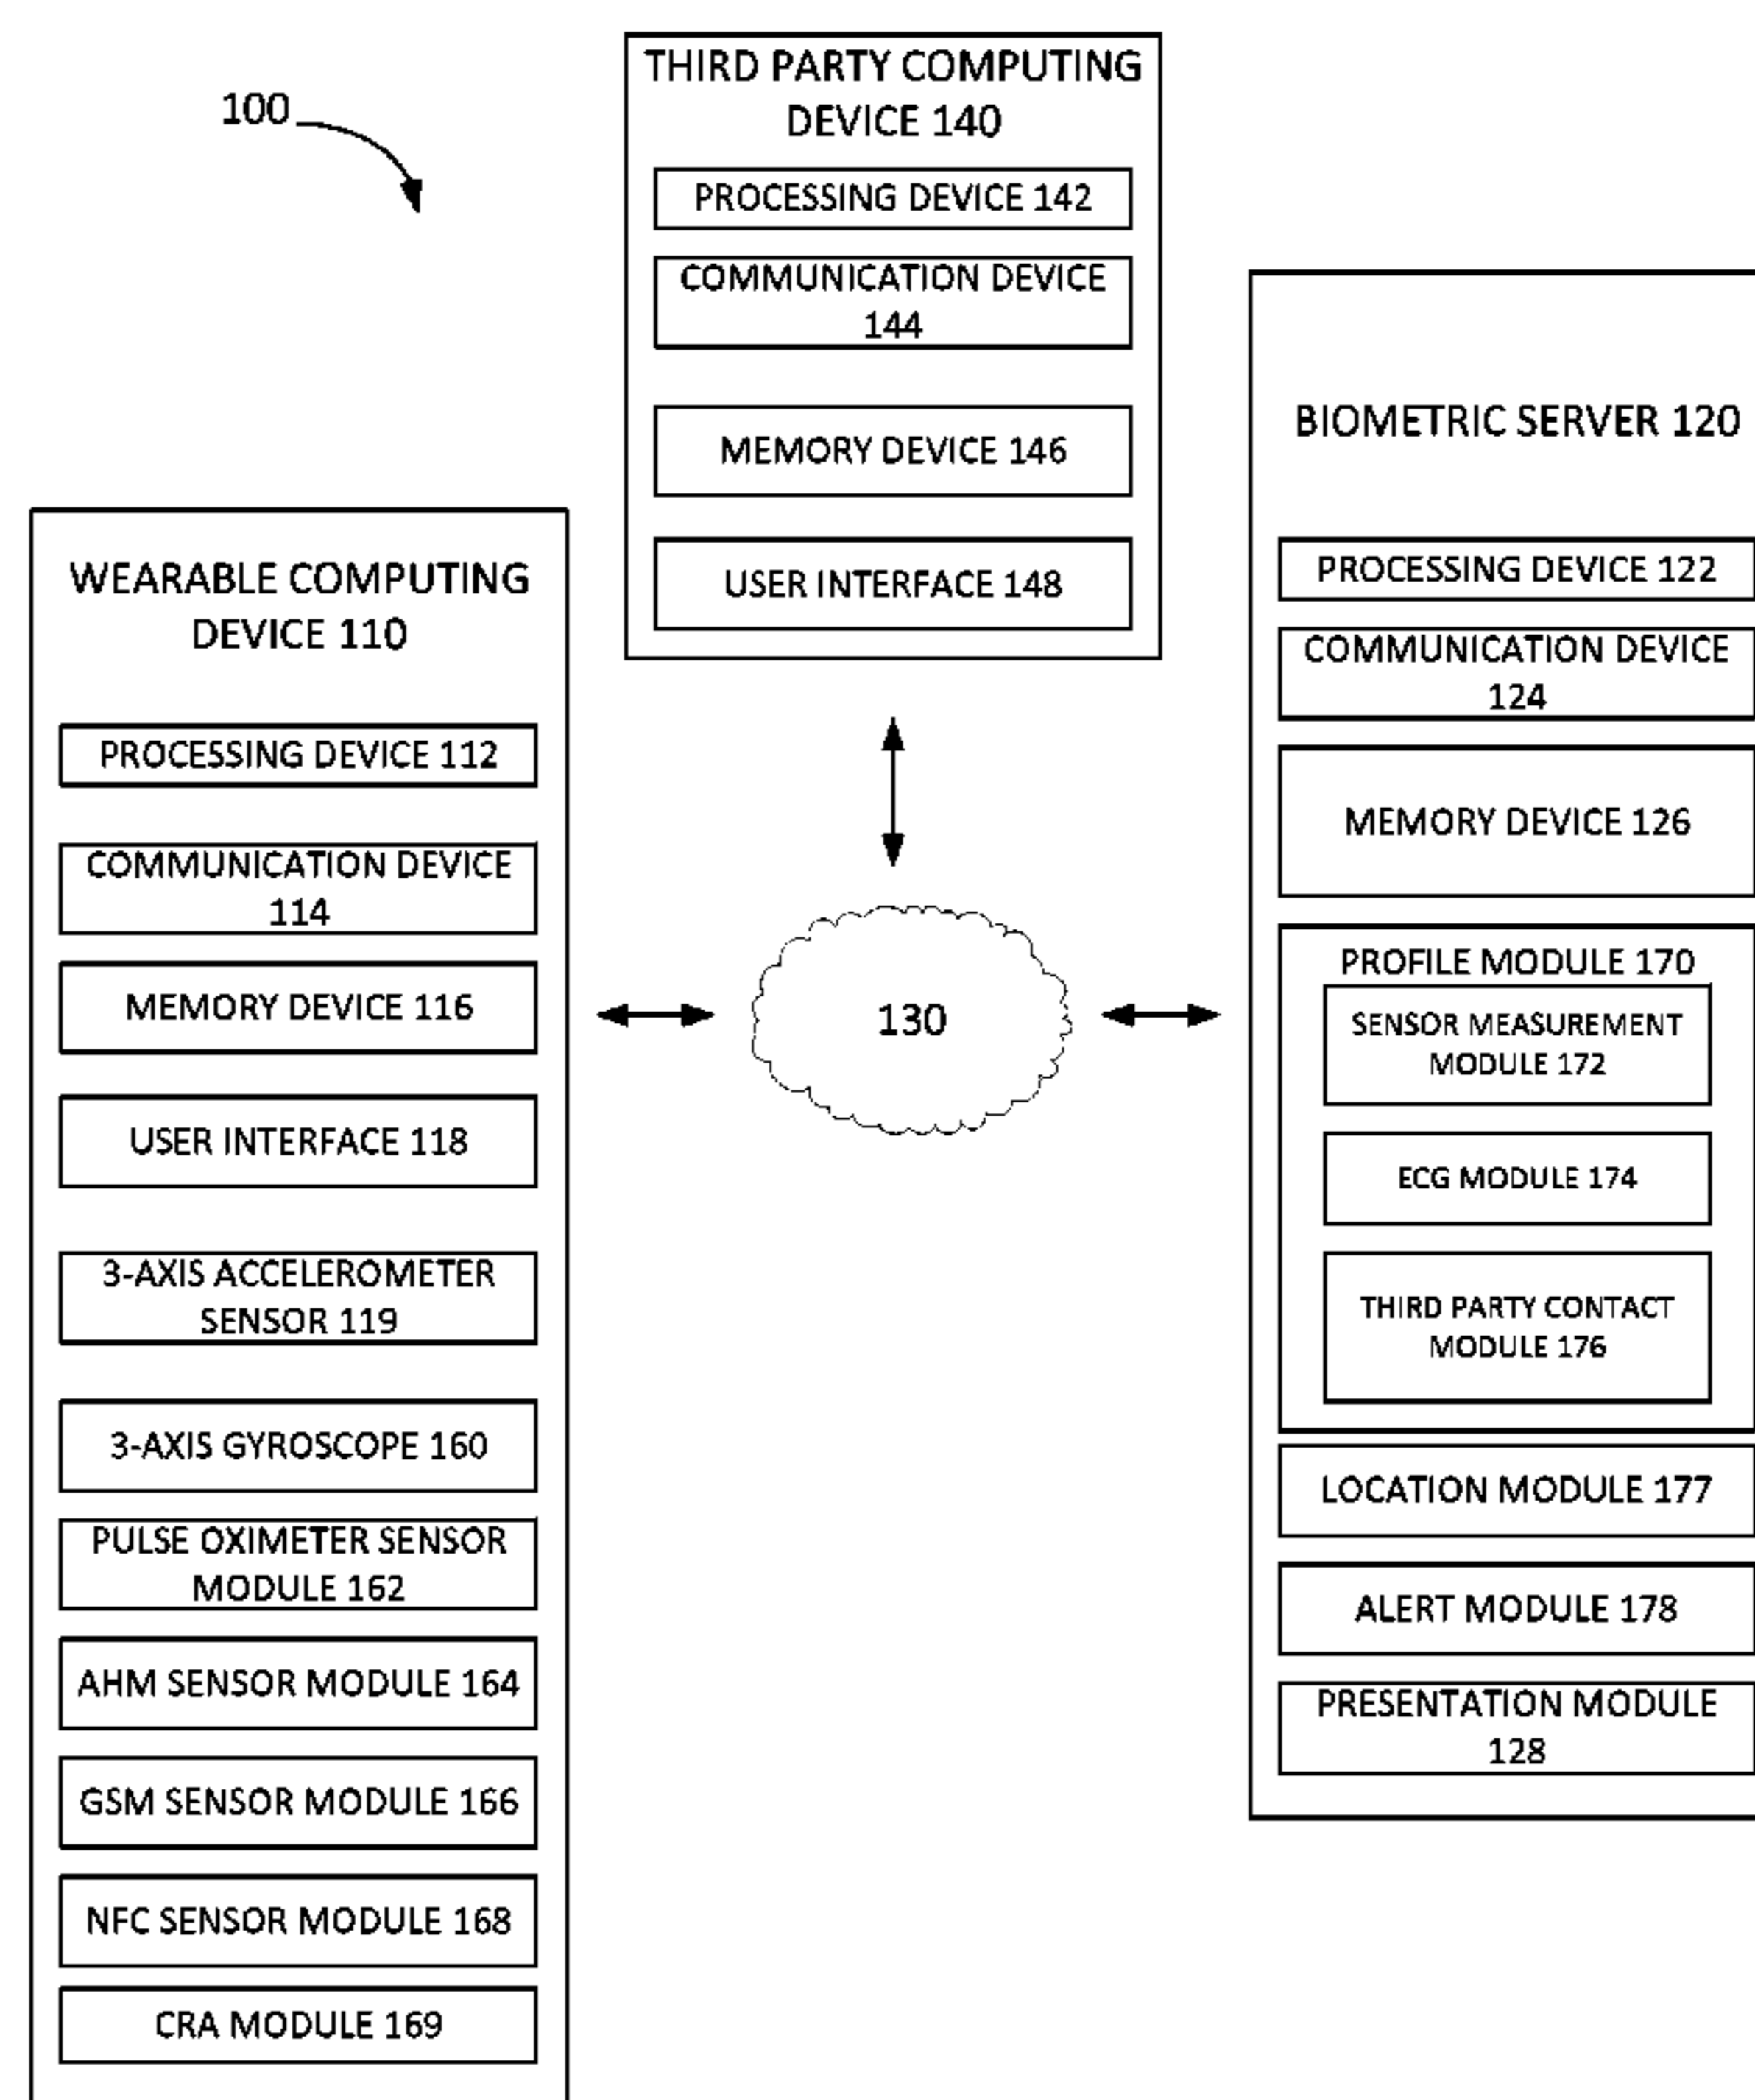 100
THIRD PARTY COMPUTING
DEVICE 140
PROCESSING DEVICE 142
COMMUNICATION DEVICE
144
MEMORY DEVICE 146
USER INTERFACE 148
WEARABLE COMPUTING
DEVICE 110
PROCESSING DEVICE 112
COMMUNICATION DEVICE
114
MEMORY DEVICE 116
USER INTERFACE 118
3-AXIS ACCELEROMETER
SENSOR 119
3-AXIS GYROSCOPE 160
PULSE OXIMETER SENSOR
MODULE 162
AHM SENSOR MODULE 164
GSM SENSOR MODULE 166
NFC SENSOR MODULE 168
CRA MODULE 169
130
BIOMETRIC SERVER 120
PROCESSING DEVICE 122
COMMUNICATION DEVICE
124
MEMORY DEVICE 126
PROFILE MODULE 170
SENSOR MEASUREMENT
MODULE 172
ECG MODULE 174
THIRD PARTY CONTACT
MODULE 176
LOCATION MODULE 177
ALERT MODULE 178
PRESENTATION MODULE
128